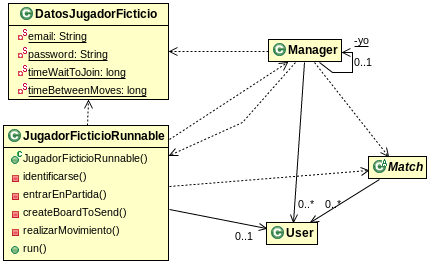 DatosJugadorFicticio
email: String
password: String
timeWaitToJoin: long
timeBetweenMoves: long
Manager
-yo
0..1
JugadorFicticioRunnable
JugadorFicticioRunnable()
identificarse()
entrarEnPartida()
createBoardToSend()
realizarMovimiento()
run()
Match
0..*
0..*
0..1
User